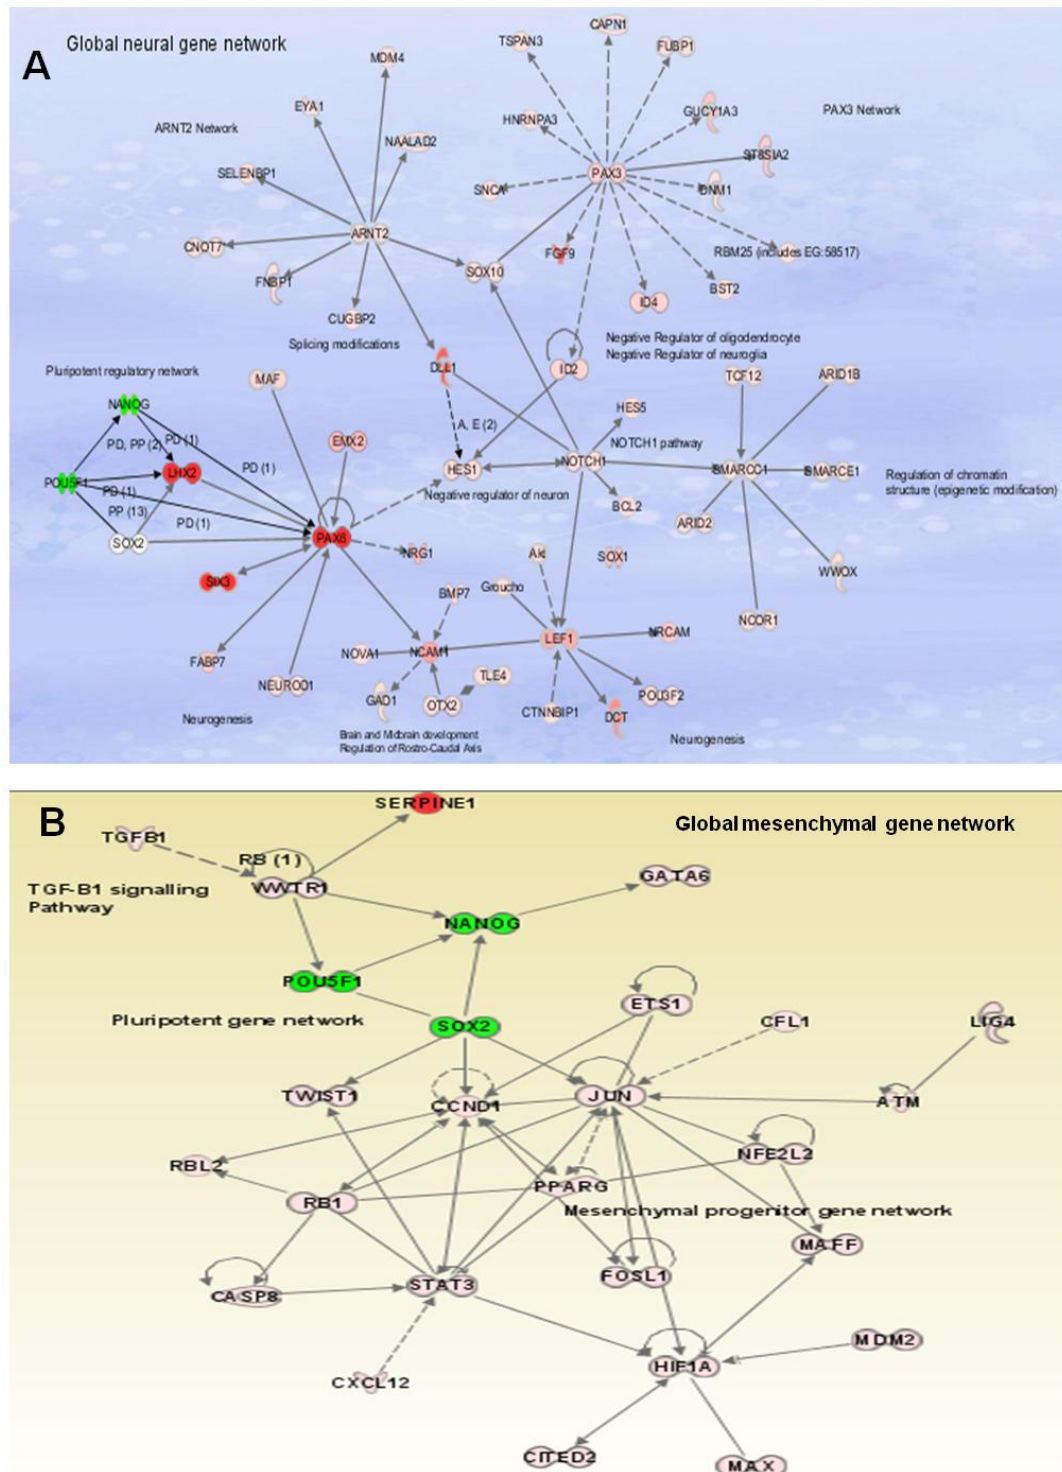 A
Global neural gene network
TSPAN3
CAPN1
FUBP1
MDM4
EYA1
GUCY1A3
PAX3 Network
ARNT2 Network
HNRNPA3
NAALAD2
ST8SIA2
SELENBP1
PAX3
SNCA
DNM1
ARNT2
CNOT7
FGF9
RBM25 (includes EG:58517)
SOX10
FNBP1
BST2
ID4
CUGBP2
Splicing modifications
Negative Regulator of oligodendrocyte
Negative Regulator of neuroglia
Pluripotent regulatory network
MAF
DLL1
ID2
TCF12
ARID1B
NANOG
HES5
A, E (2)
NOTCH1 pathway
PD, PP (2)
PD (1)
EMX2
LHX2
PD (1)
HES1
NOTCH1
SMARCC1
SMARCE1
Regulation of chromatin
structure (epigenetic modification)
POU5F1
PD (1)
Negative regulator of neuron
BCL2
PP (13)
PD (1)
ARID2
SOX2
PAX6
NRG1
Akt
SOX1
SIX3
WWOX
BMP7
Groucho
NCOR1
LEF1
NRCAM
FABP7
NOVA1
NCAM1
NEUROD1
TLE4
GAD1
OTX2
POU3F2
CTNNBIP1
DCT
Neurogenesis
Brain and Midbrain development
Regulation of Rostro-Caudal Axis
Neurogenesis
B
SERPINE1
Global mesenchymal gene network
TGFB1
RB (1)
TGF-B1 signalling
Pathway
WWTR1
GATA6
NANOG
POU5F1
Pluripotent gene network
SOX2
ETS1
CFL1
LIG4
TWIST1
CCND1
JUN
ATM
RBL2
NFE2L2
RB1
PPARG
Mesenchymal progenitor gene network
MAFF
CASP8
STAT3
FOSL1
MDM2
HIF1A
CXCL12
CITED2
MAX